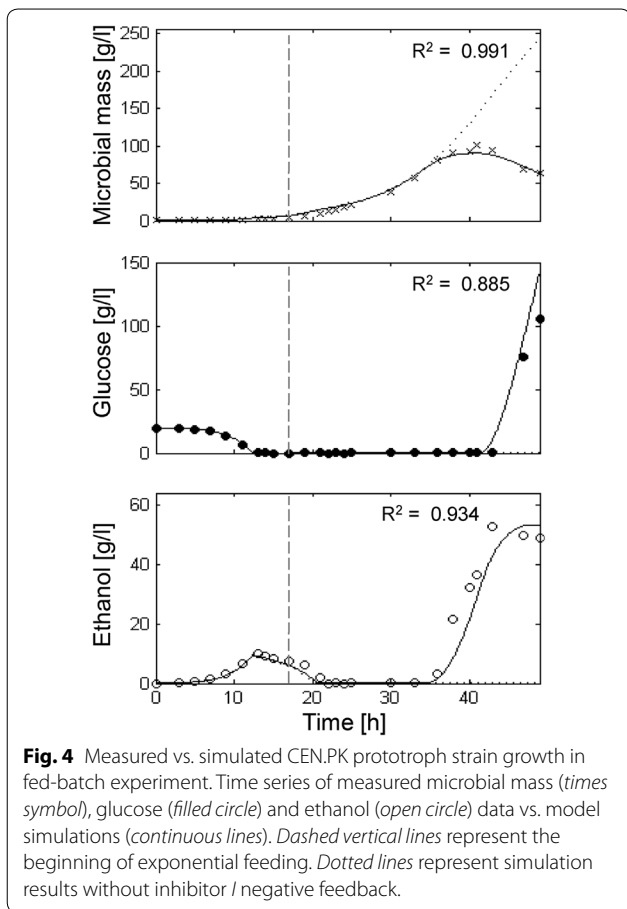 Microbial mass [g/l]
250
200
150
100
50
0
R² = 0.991
Glucose [g/l]
150
100
50
0
R² = 0.885
Ethanol [g/l]
60
40
20
0
R² = 0.934
0 10 20 30 40
Time [h]
Fig. 4 Measured vs. simulated CEN.PK prototroph strain growth in
fed-batch experiment. Time series of measured microbial mass (times
symbol), glucose (filled circle) and ethanol (open circle) data vs. model
simulations (continuous lines). Dashed vertical lines represent the
beginning of exponential feeding. Dotted lines represent simulation
results without inhibitor I negative feedback.